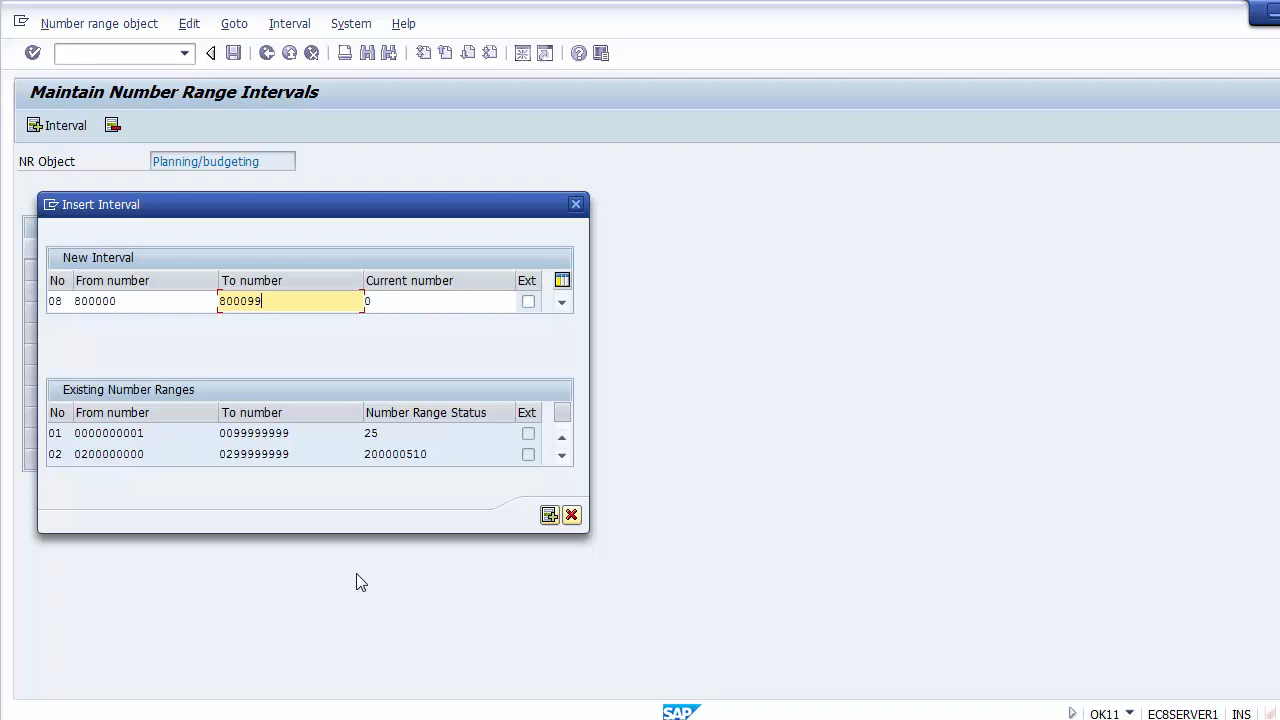 Number range object Edit Goto Interval System Help
Maintain Number Range Intervals
Interval
NR Object Planning/budgeting
Insert Interval
New Interval
No From number To number Current number Ext
08 800000 800099 0
Existing Number Ranges
No From number To number Number Range Status Ext
01 0000000001 0099999999 25
02 0200000000 0299999999 200000510
SAP OK11 EC8SERVER1 INS